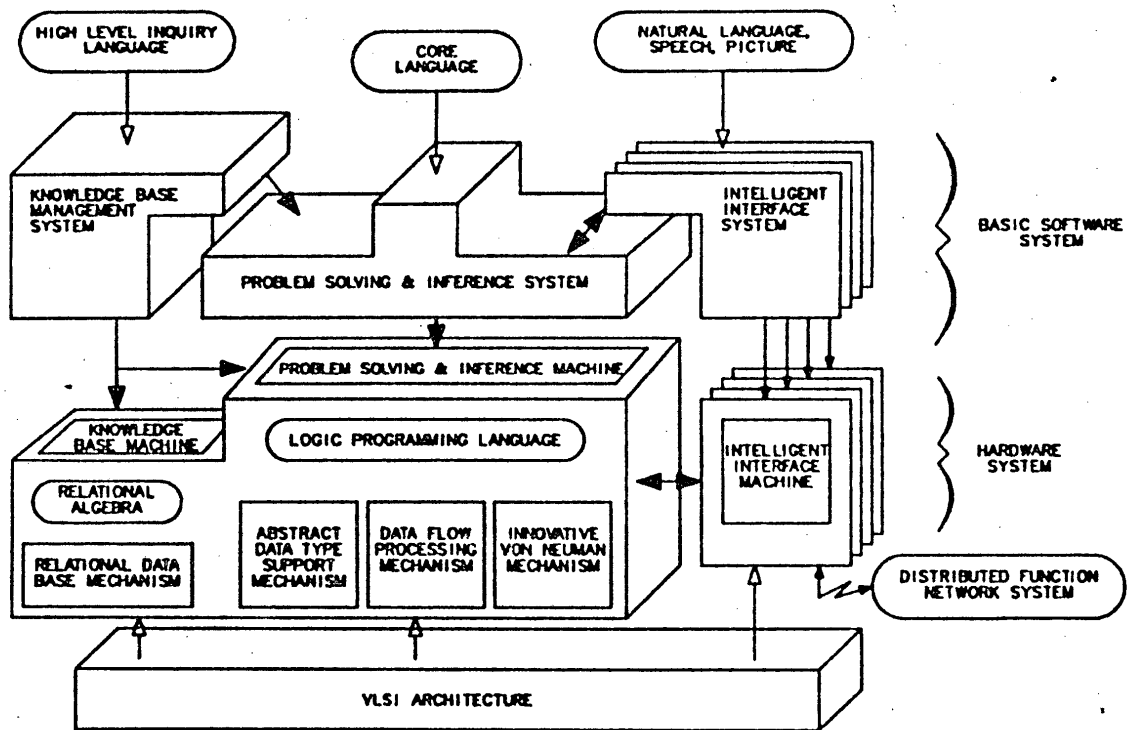 HIGH LEVEL INQUIRY
LANGUAGE
CORE
LANGUAGE
NATURAL LANGUAGE,
SPEECH, PICTURE
KNOWLEDGE BASE
MANAGEMENT
SYSTEM
INTELLIGENT
INTERFACE
SYSTEM
BASIC SOFTWARE
SYSTEM
PROBLEM SOLVING & INFERENCE SYSTEM
PROBLEM SOLVING & INFERENCE MACHINE
KNOWLEDGE
BASE MACHINE
LOGIC PROGRAMMING LANGUAGE
INTELLIGENT
INTERFACE
MACHINE
HARDWARE
SYSTEM
RELATIONAL
ALGEBRA
RELATIONAL DATA
BASE MECHANISM
ABSTRACT
DATA TYPE
SUPPORT
MECHANISM
DATA FLOW
PROCESSING
MECHANISM
INNOVATIVE
VON NEUMAN
MECHANISM
DISTRIBUTED FUNCTION
NETWORK SYSTEM
VLSI ARCHITECTURE